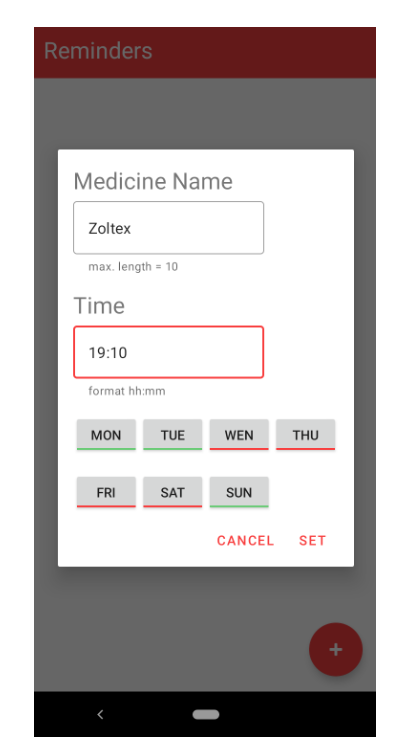 Reminders
Medicine Name
Zoltex
max. length = 10
Time
19:10
format hh:mm
MON TUE WEN THU
FRI SAT SUN
CANCEL SET
+